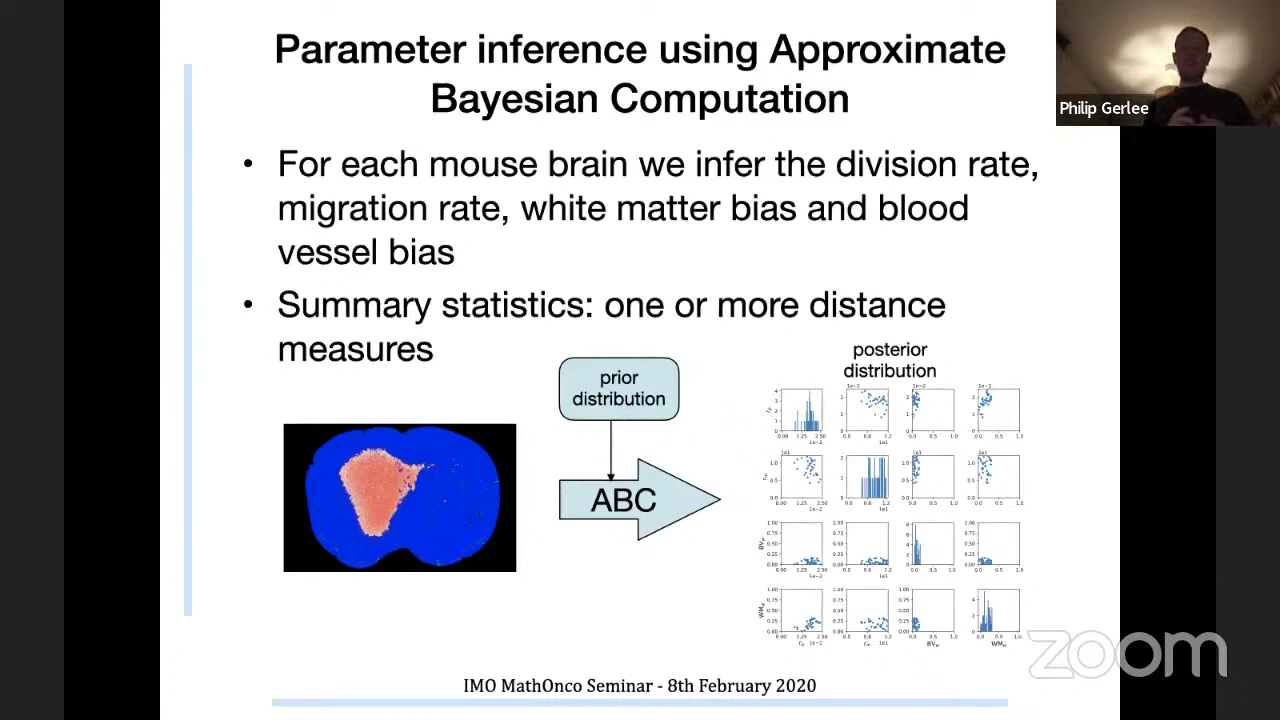 Parameter inference using Approximate
Bayesian Computation
Philip Gerlee
• For each mouse brain we infer the division rate,
migration rate, white matter bias and blood
vessel bias
• Summary statistics: one or more distance
measures
prior
distribution
ABC
posterior
distribution
IMO MathOnco Seminar - 8th February 2020
zoom